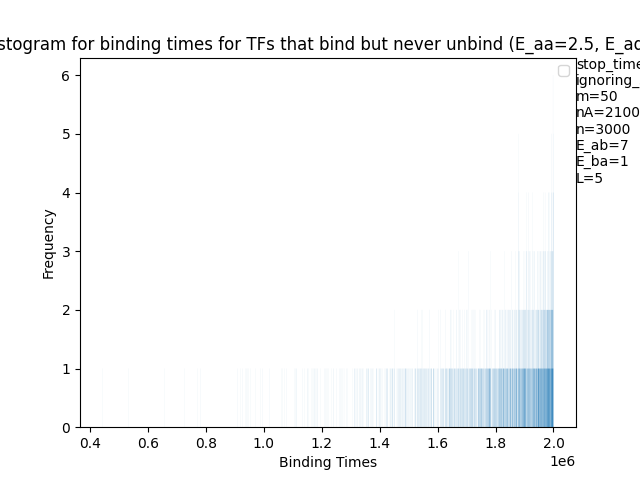 stogram for binding times for TFs that bind but never unbind (E_aa=2.5, E_ad
stop_time
ignoring_
m=50
nA=2100
n=3000
E_ab=7
E_ba=1
L=5
6
5
4
3
2
1
0
Frequency
0.4 0.6 0.8 1.0 1.2 1.4 1.6 1.8 2.0
1e6
Binding Times